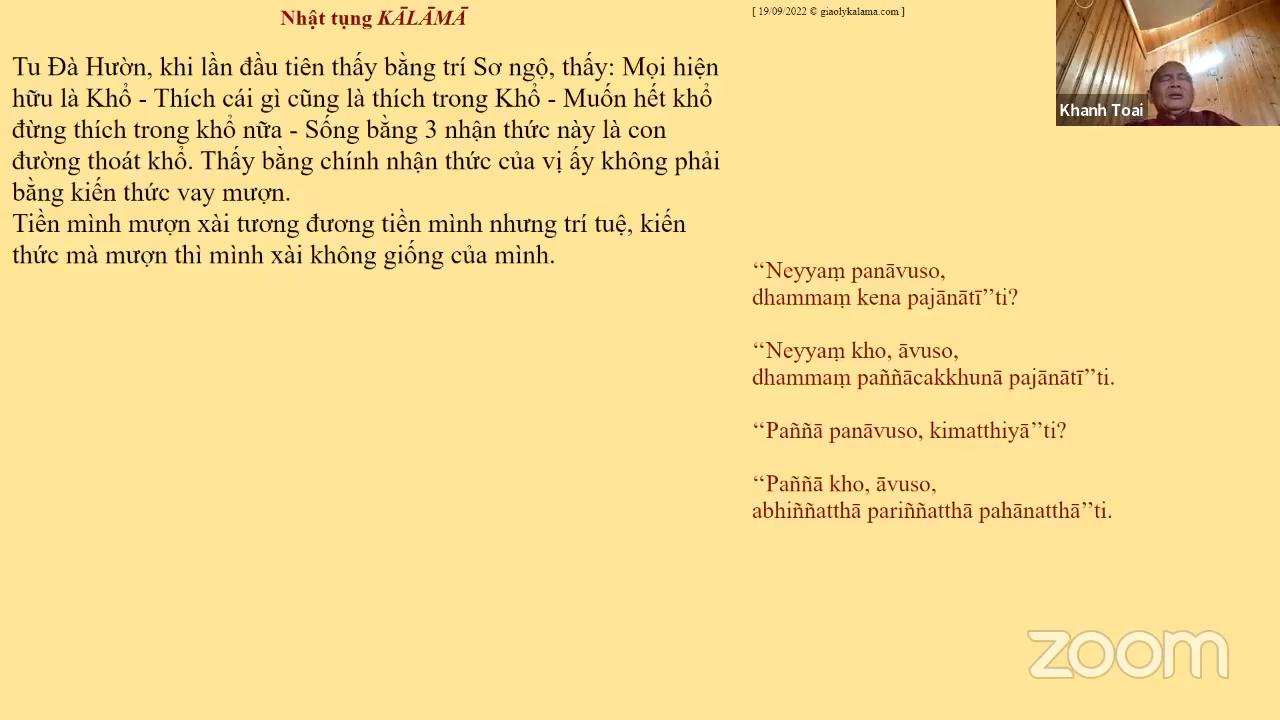 Nhật tụng KĀLĀMĀ
[ 19/09/2022 © giaolykalama.com ]
Khanh Toai
Tu Đà Hườn, khi lần đầu tiên thấy bằng trí Sơ ngộ, thấy: Mọi hiện
hữu là Khổ - Thích cái gì cũng là thích trong Khổ - Muốn hết khổ
đừng thích trong khổ nữa - Sống bằng 3 nhận thức này là con
đường thoát khổ. Thấy bằng chính nhận thức của vị ấy không phải
bằng kiến thức vay mượn.
Tiền mình mượn xài tương đương tiền mình nhưng trí tuệ, kiến
thức mà mượn thì mình xài không giống của mình.
“Neyyaṃ panāvuso,
dhammaṃ kena pajānātī”ti?
“Neyyaṃ kho, āvuso,
dhammaṃ paññācakkhunā pajānātī”ti.
“Paññā panāvuso, kimatthiyā”ti?
“Paññā kho, āvuso,
abhiññatthā pariññatthā pahānatthā”ti.
zoom